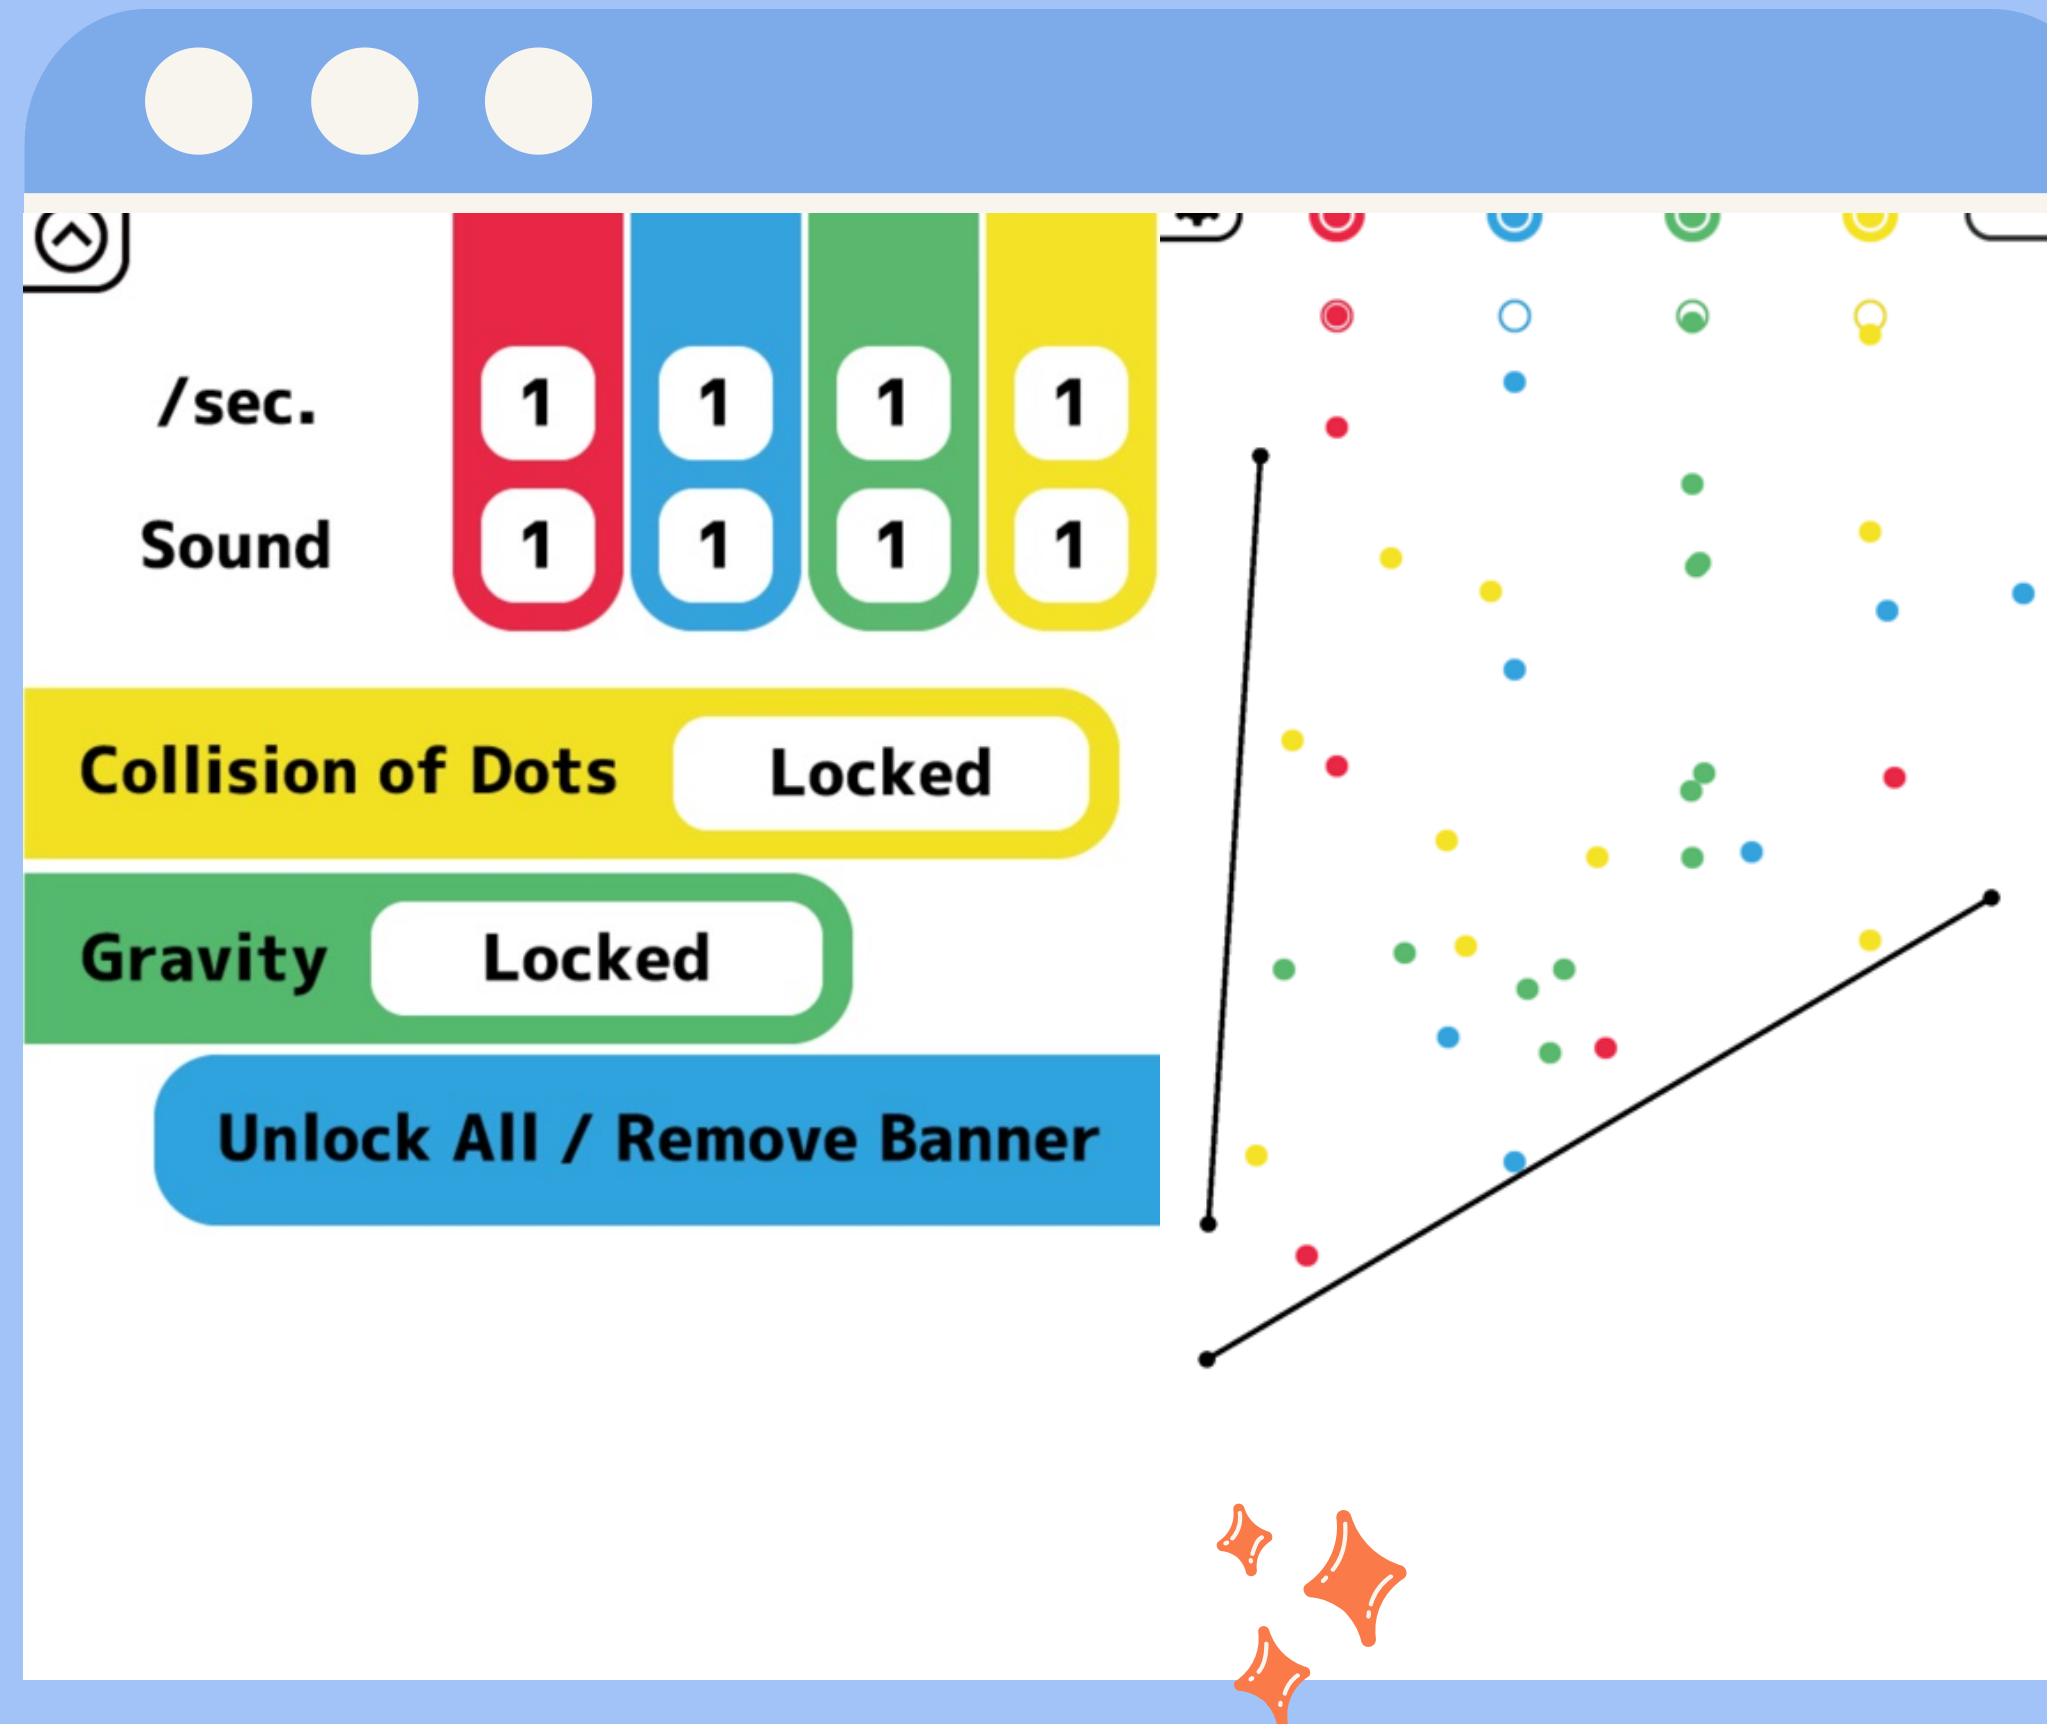 /sec. 1 1 1 1
Sound 1 1 1 1
Collision of Dots Locked
Gravity Locked
Unlock All / Remove Banner